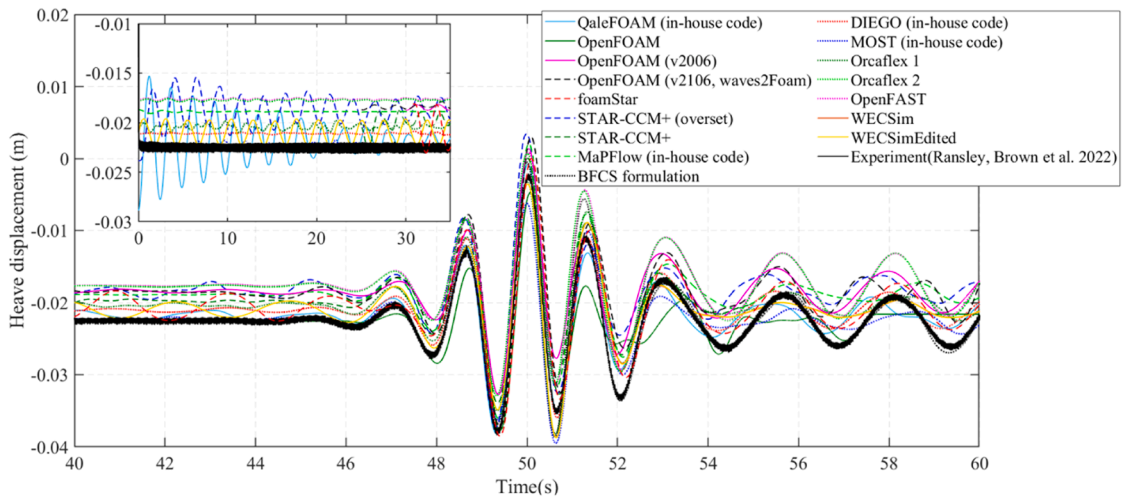 0.02
0.01
0
-0.01
-0.02
-0.03
-0.04
Heave displacement (m)
40
42
44
46
48
50
52
54
56
58
60
Time(s)
-0.01
-0.015
-0.02
-0.025
-0.03
0
10
20
30
QaleFOAM (in-house code)
OpenFOAM
OpenFOAM (v2006)
OpenFOAM (v2106, waves2Foam)
foamStar
STAR-CCM+ (overset)
STAR-CCM+
MaPFlow (in-house code)
BFCS formulation
DIEGO (in-house code)
MOST (in-house code)
Orcaflex 1
Orcaflex 2
OpenFAST
WECSim
WECSimEdited
Experiment(Ransley, Brown et al. 2022)